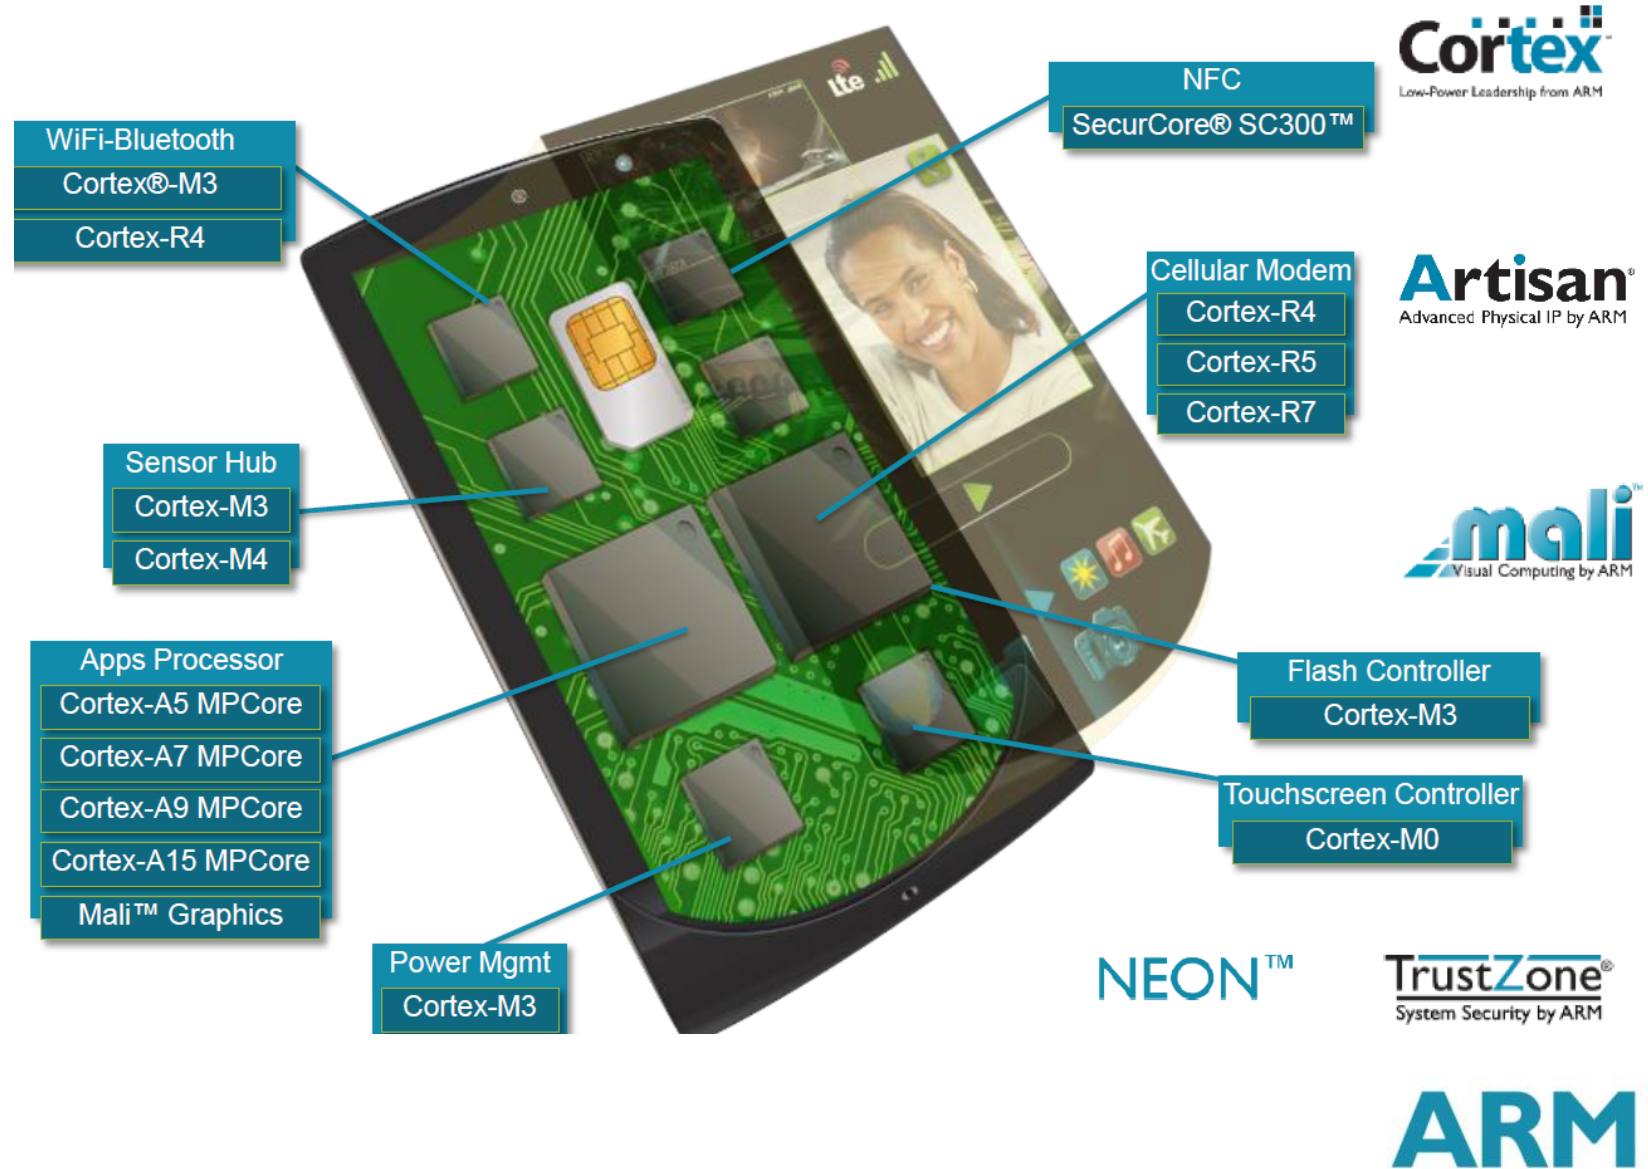 Cortex™
Low-Power Leadership from ARM
Lte
NFC
SecurCore® SC300™
WiFi-Bluetooth
Cortex®-M3
Cortex-R4
Cellular Modem
Cortex-R4
Cortex-R5
Cortex-R7
Artisan®
Advanced Physical IP by ARM
Sensor Hub
Cortex-M3
Cortex-M4
mali™
Visual Computing by ARM
Apps Processor
Cortex-A5 MPCore
Cortex-A7 MPCore
Cortex-A9 MPCore
Cortex-A15 MPCore
Mali™ Graphics
Flash Controller
Cortex-M3
Touchscreen Controller
Cortex-M0
Power Mgmt
Cortex-M3
NEON™
TrustZone®
System Security by ARM
ARM